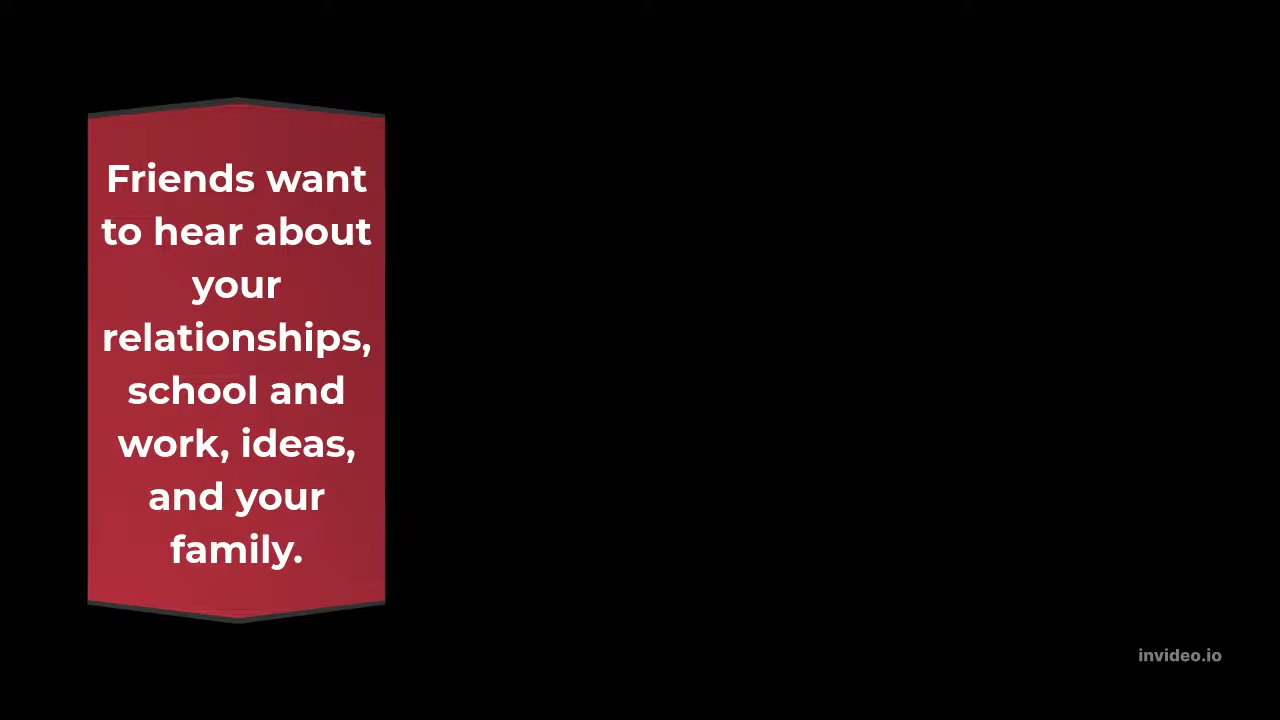 Friends want
to hear about
your
relationships,
school and
work, ideas,
and your
family.
invideo.io